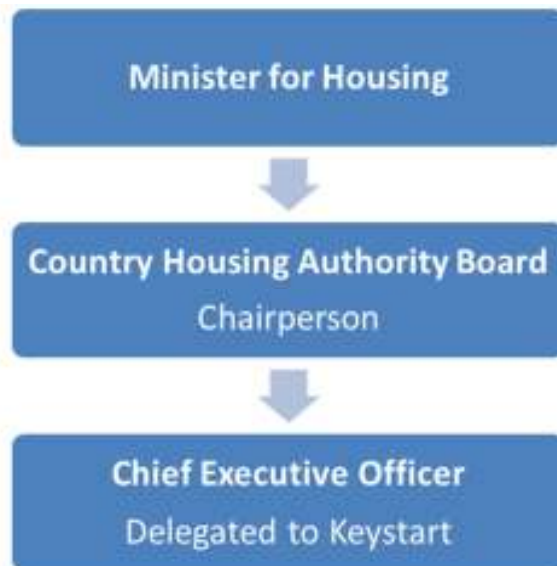 Minister for Housing
Country Housing Authority Board
Chairperson
Chief Executive Officer
Delegated to Keystart